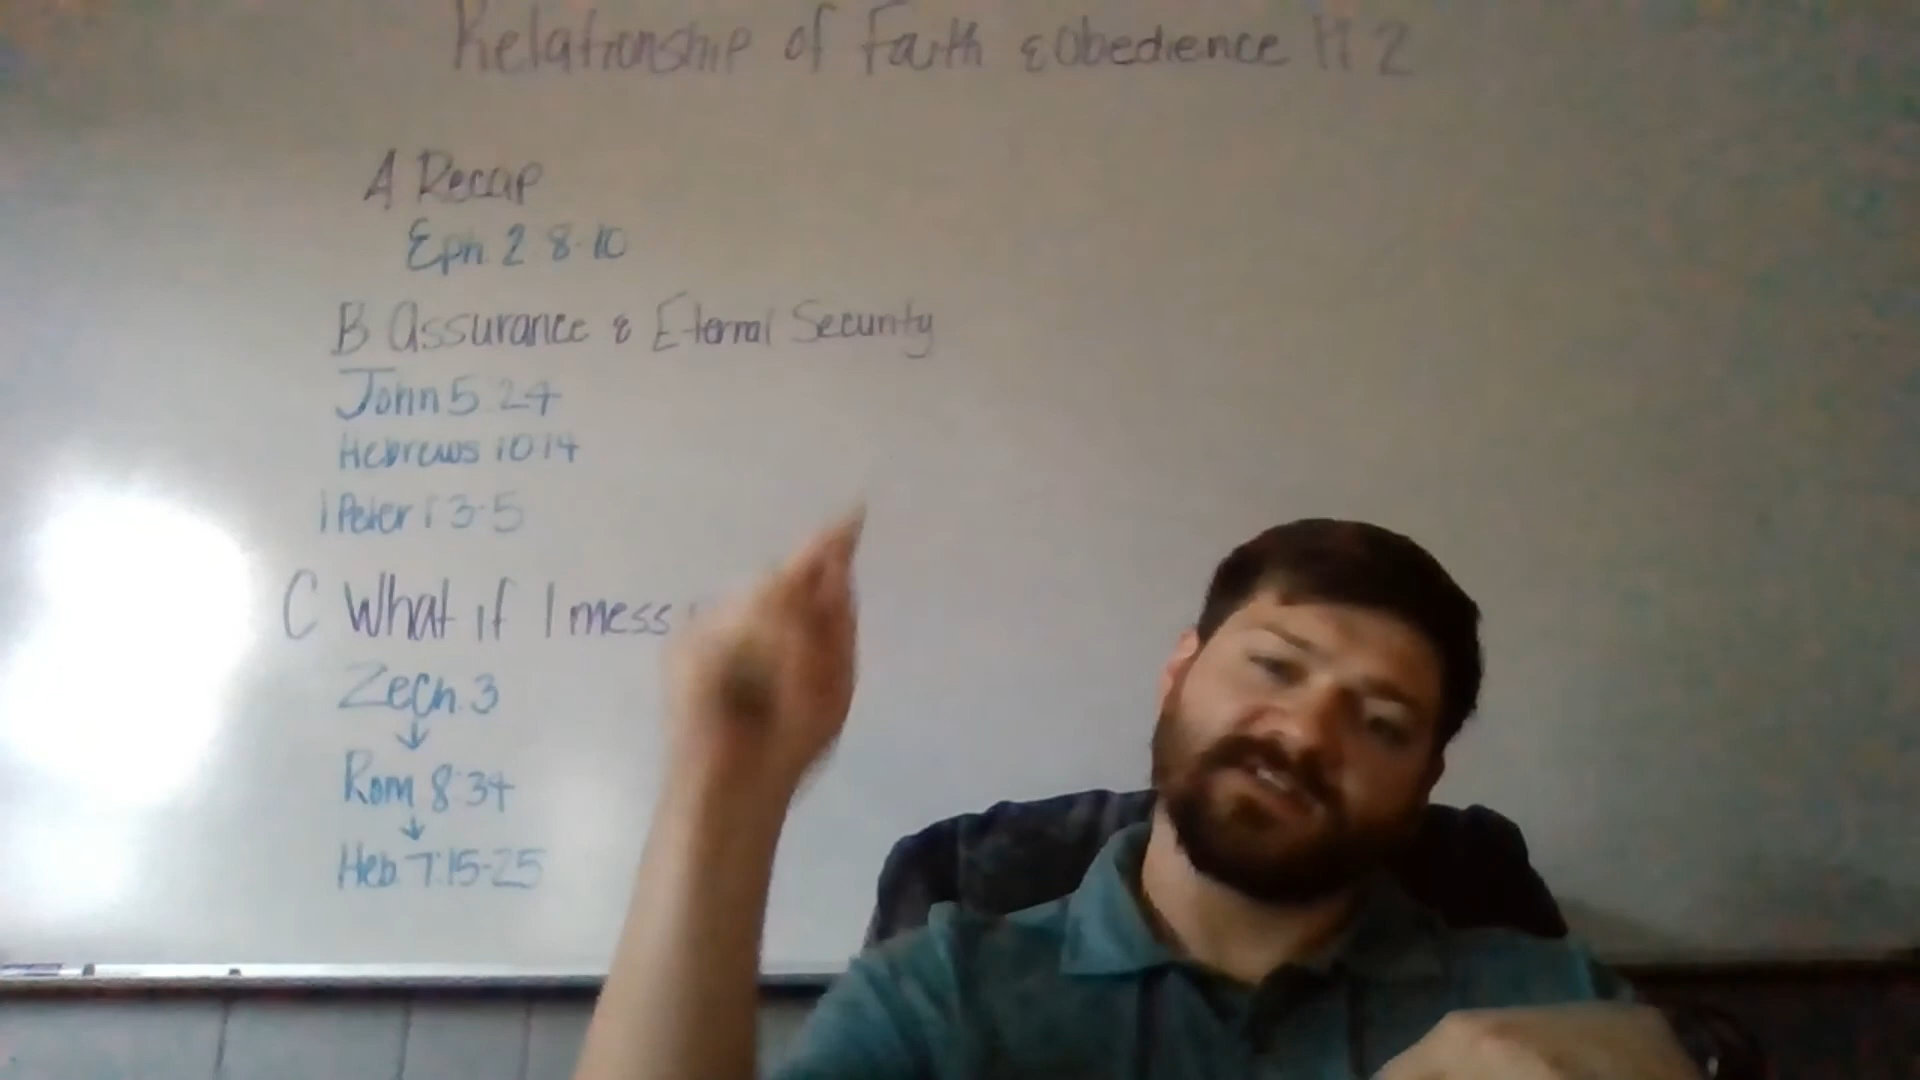 Relationship of Faith & Obedience Pt 2
A Recap
Eph. 2 8-10
B Assurance & Eternal Security
John 5:24
Hebrews 10:14
1 Peter 1 3-5
C What if I mess
Zech. 3
↓
Rom 8:34
↓
Heb. 7:15-25